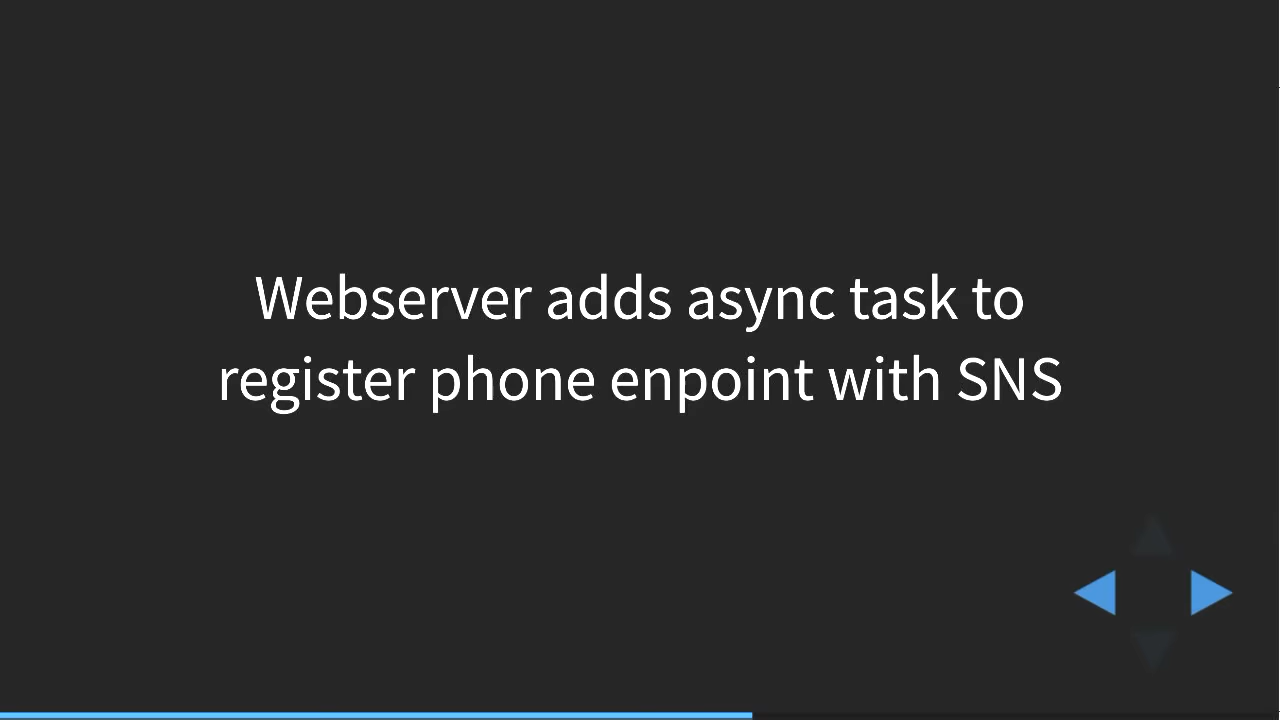 Webserver adds async task to
register phone enpoint with SNS